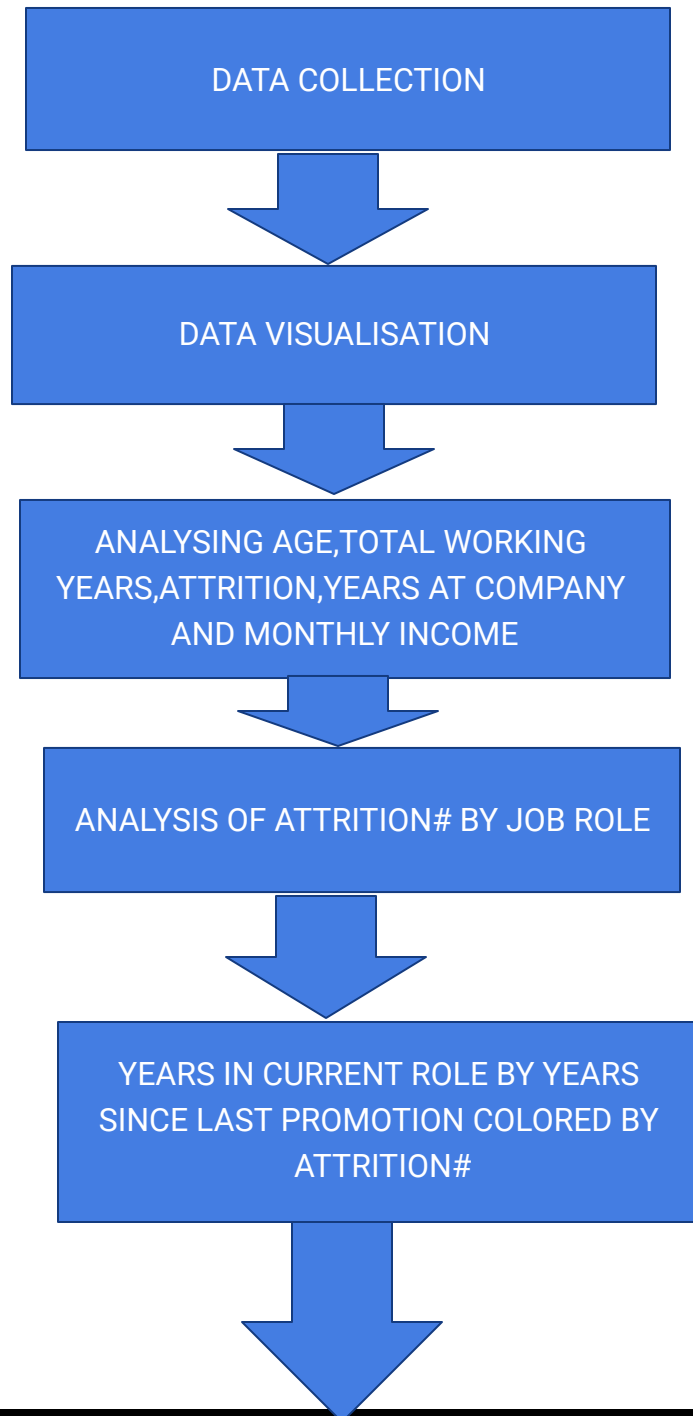 DATA COLLECTION
DATA VISUALISATION
ANALYSING AGE,TOTAL WORKING
YEARS,ATTRITION,YEARS AT COMPANY
AND MONTHLY INCOME
ANALYSIS OF ATTRITION# BY JOB ROLE
YEARS IN CURRENT ROLE BY YEARS
SINCE LAST PROMOTION COLORED BY
ATTRITION#